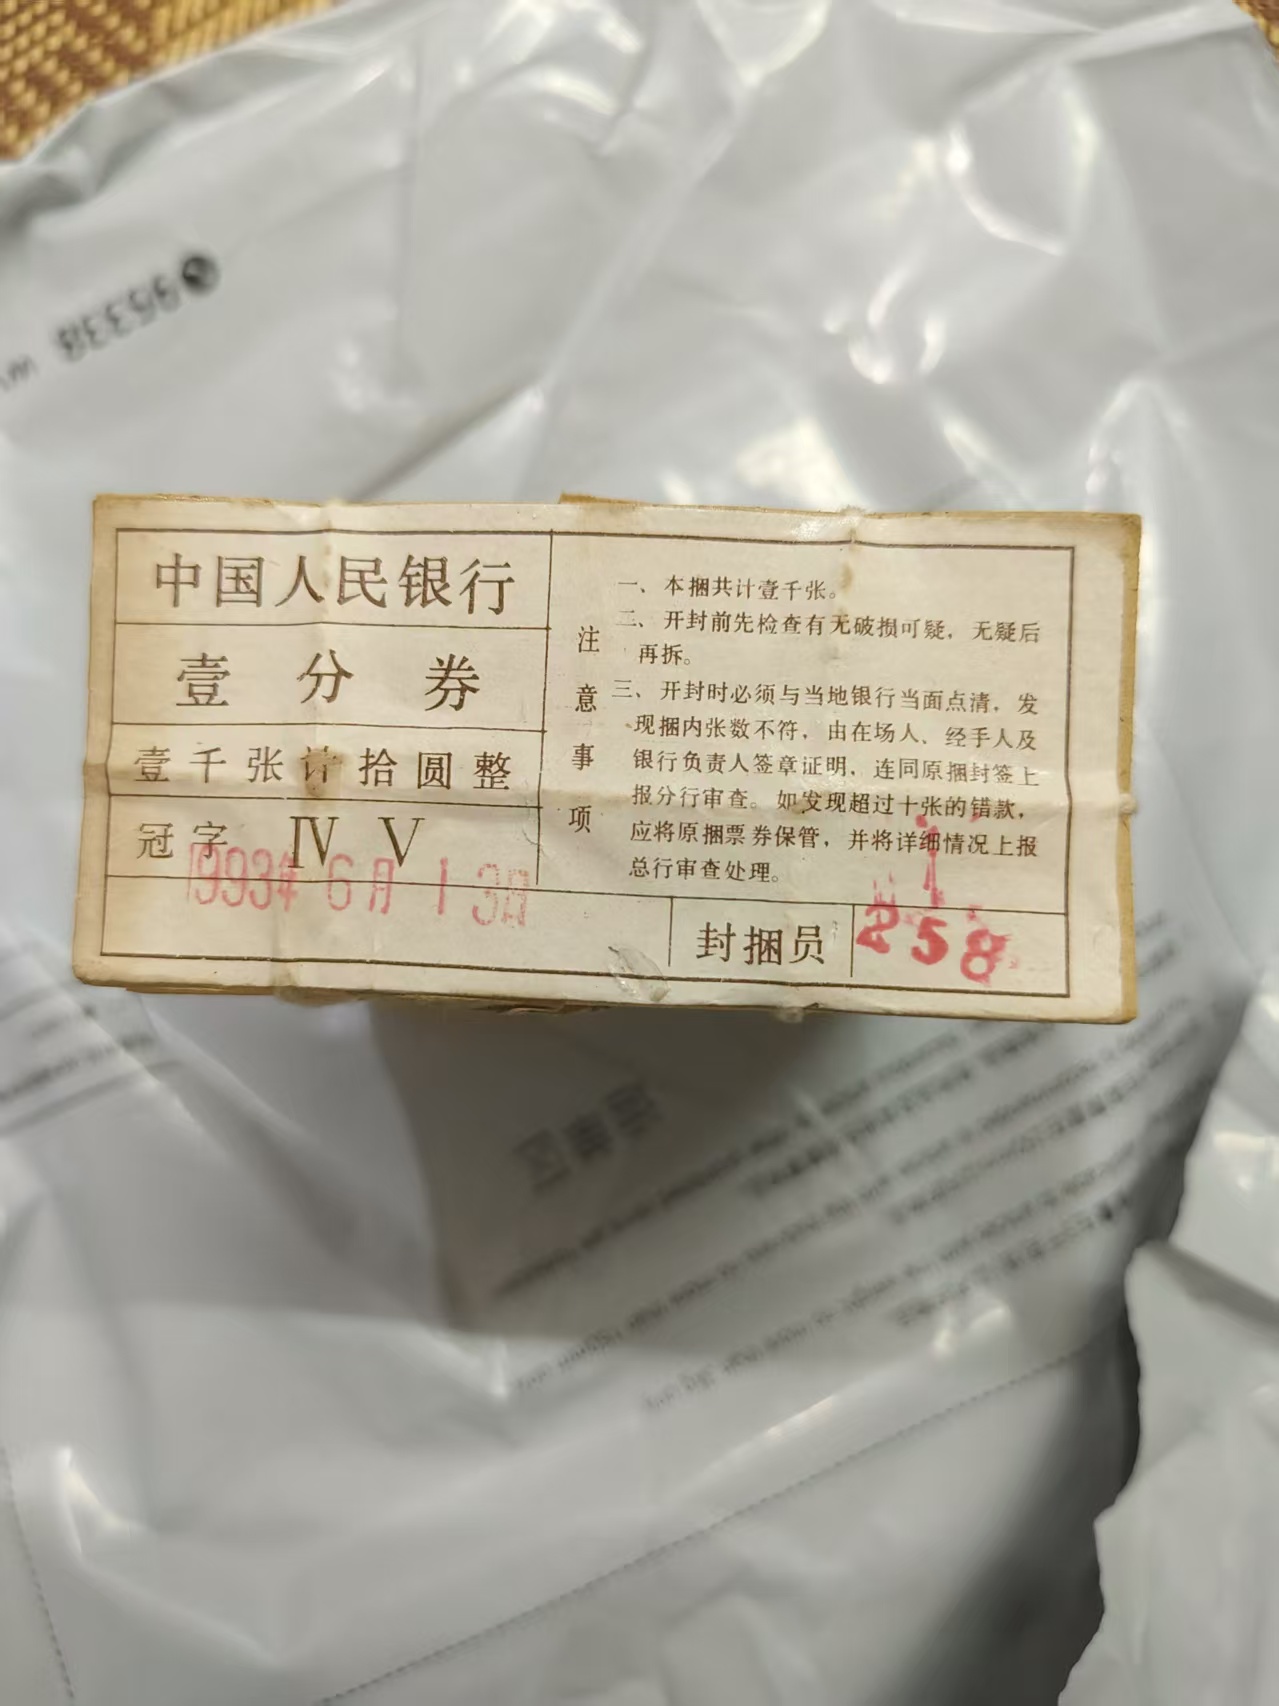 95338
中国人民银行
壹分券
壹千张计拾圆整
冠字 Ⅳ Ⅴ
1993年6月13日
注意事项
一、本捆共计壹千张。
二、开封前先检查有无破损可疑，无疑后
再拆。
三、开封时必须与当地银行当面点清，发
现捆内张数不符，由在场人、经手人及
银行负责人签章证明，连同原捆封签上
报分行审查。如发现超过十张的错款，
应将原捆票券保管，并将详细情况上报
总行审查处理。
封捆员
258